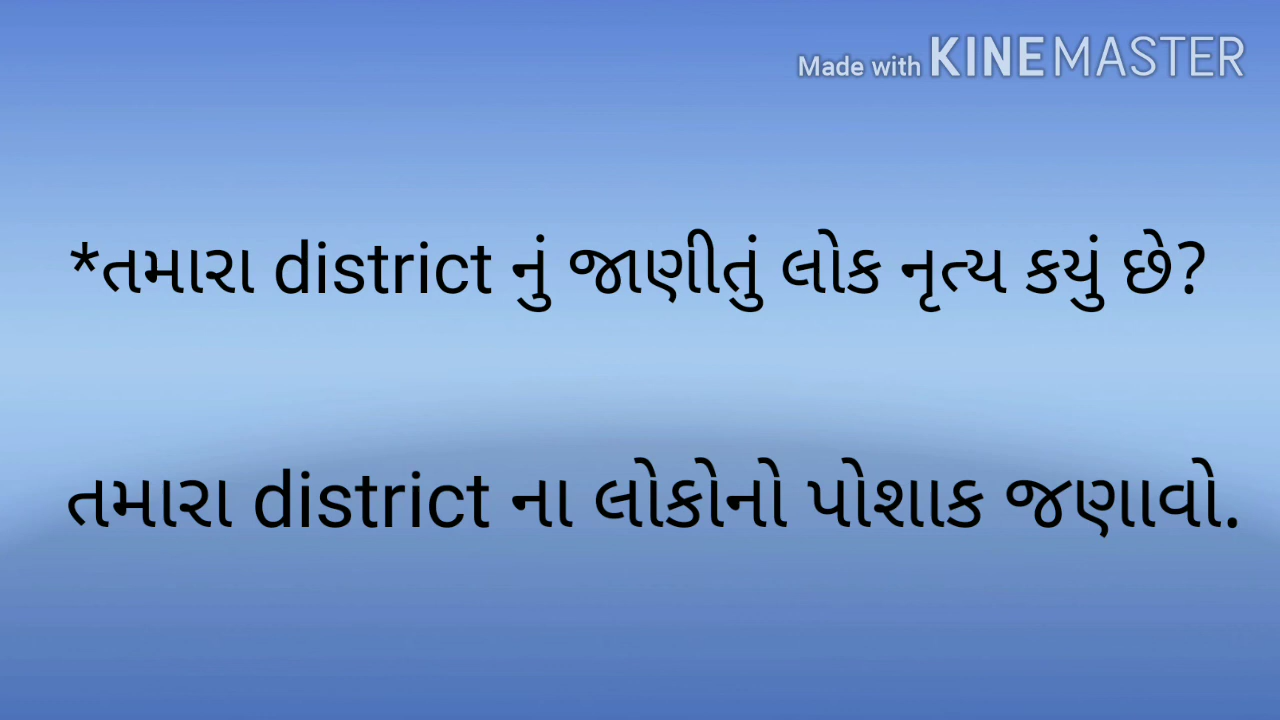 Made with KINEMASTER
*તમારા district નું જાણીતું લોક નૃત્ય કયું છે?
તમારા district ના લોકોનો પોશાક જણાવો.